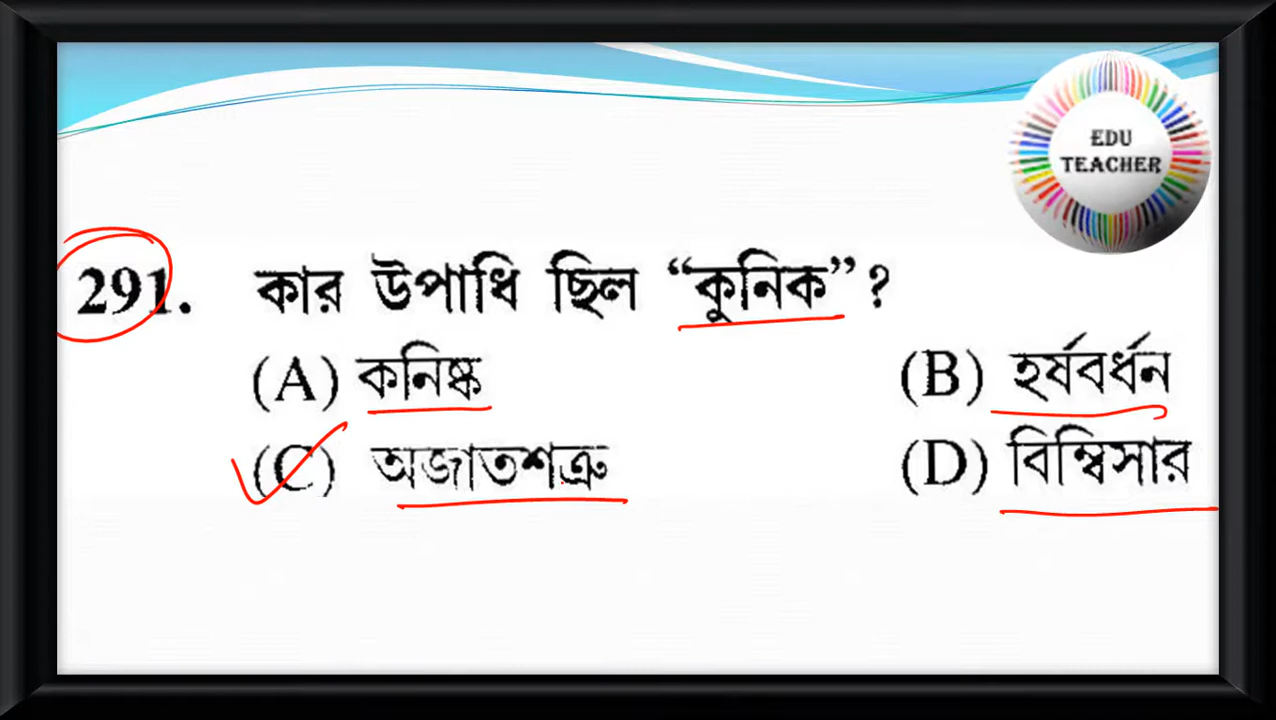 EDU
TEACHER
291. কার উপাধি ছিল “কুনিক”?
(A) কনিষ্ক (B) হর্ষবর্ধন
(C) অজাতশত্রু (D) বিম্বিসার